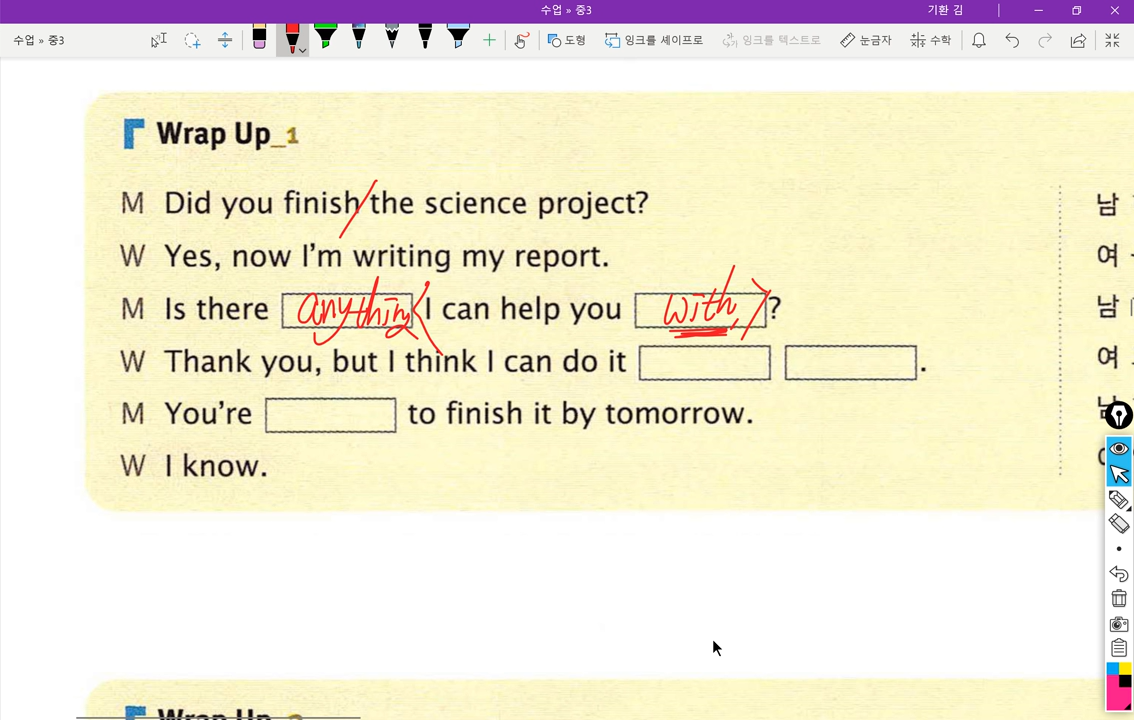 수업 » 중3
기환 김
수업 » 중3
도형
잉크를 셰이프로
잉크를 텍스트로
눈금자
수학
Wrap Up_1
M Did you finish the science project?
남
W Yes, now I'm writing my report.
여
M Is there anything I can help you with?
남
W Thank you, but I think I can do it
.
여
M You're to finish it by tomorrow.
W I know.
Wrap Up_2